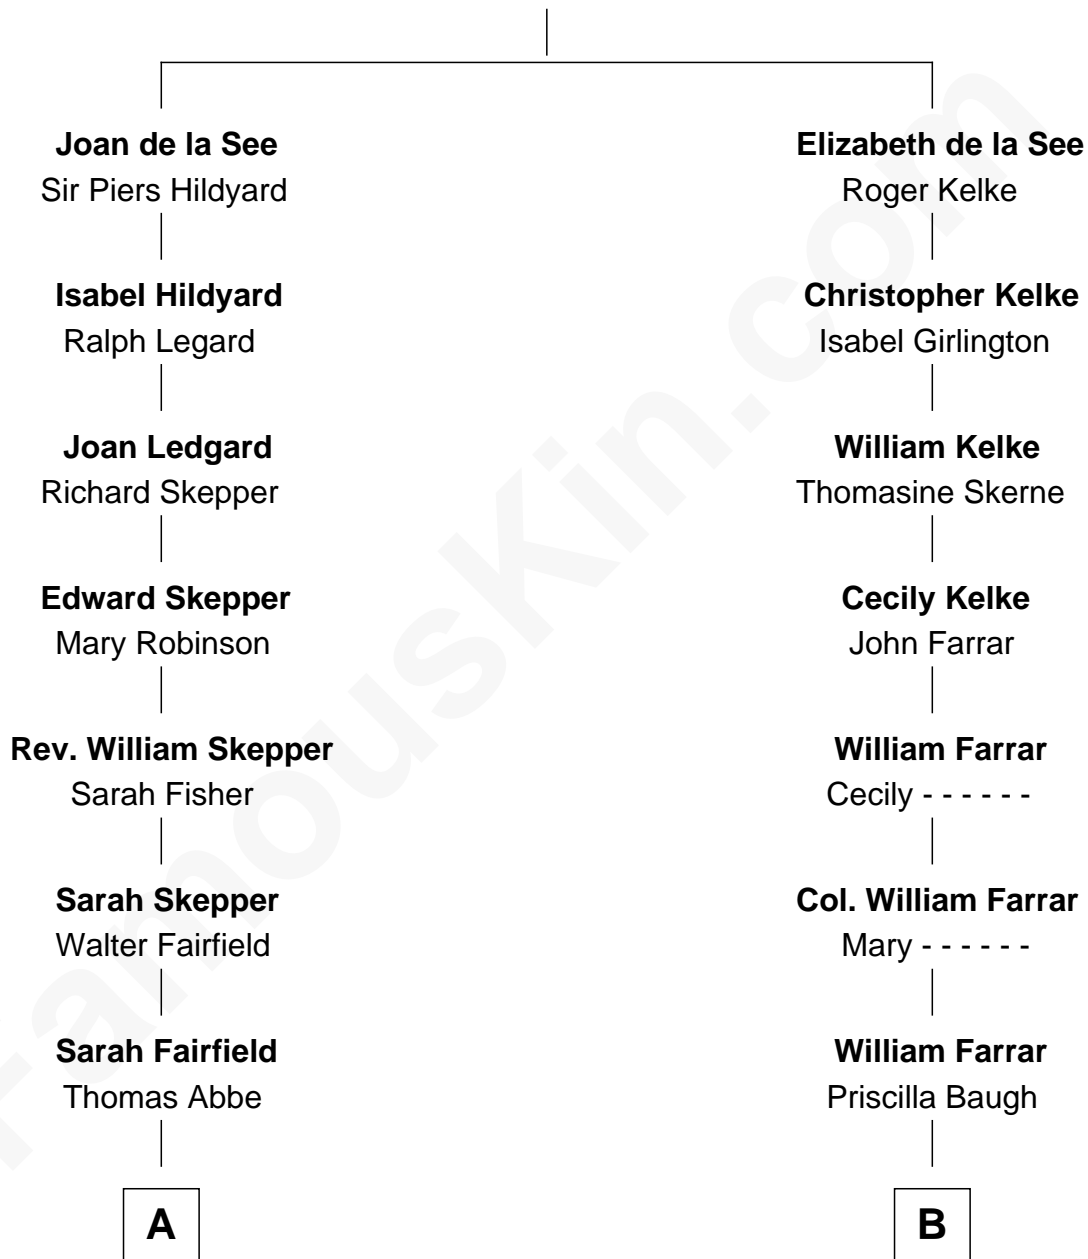 Joan de la See
Sir Piers Hildyard
Isabel Hildyard
Ralph Legard
Joan Ledgard
Richard Skepper
Edward Skepper
Mary Robinson
Rev. William Skepper
Sarah Fisher
Sarah Skepper
Walter Fairfield
Sarah Fairfield
Thomas Abbe
A
Elizabeth de la See
Roger Kelke
Christopher Kelke
Isabel Girlington
William Kelke
Thomasine Skerne
Cecily Kelke
John Farrar
William Farrar
Cecily - - - - - -
Col. William Farrar
Mary - - - - - -
William Farrar
Priscilla Baugh
B
FamousKin.com